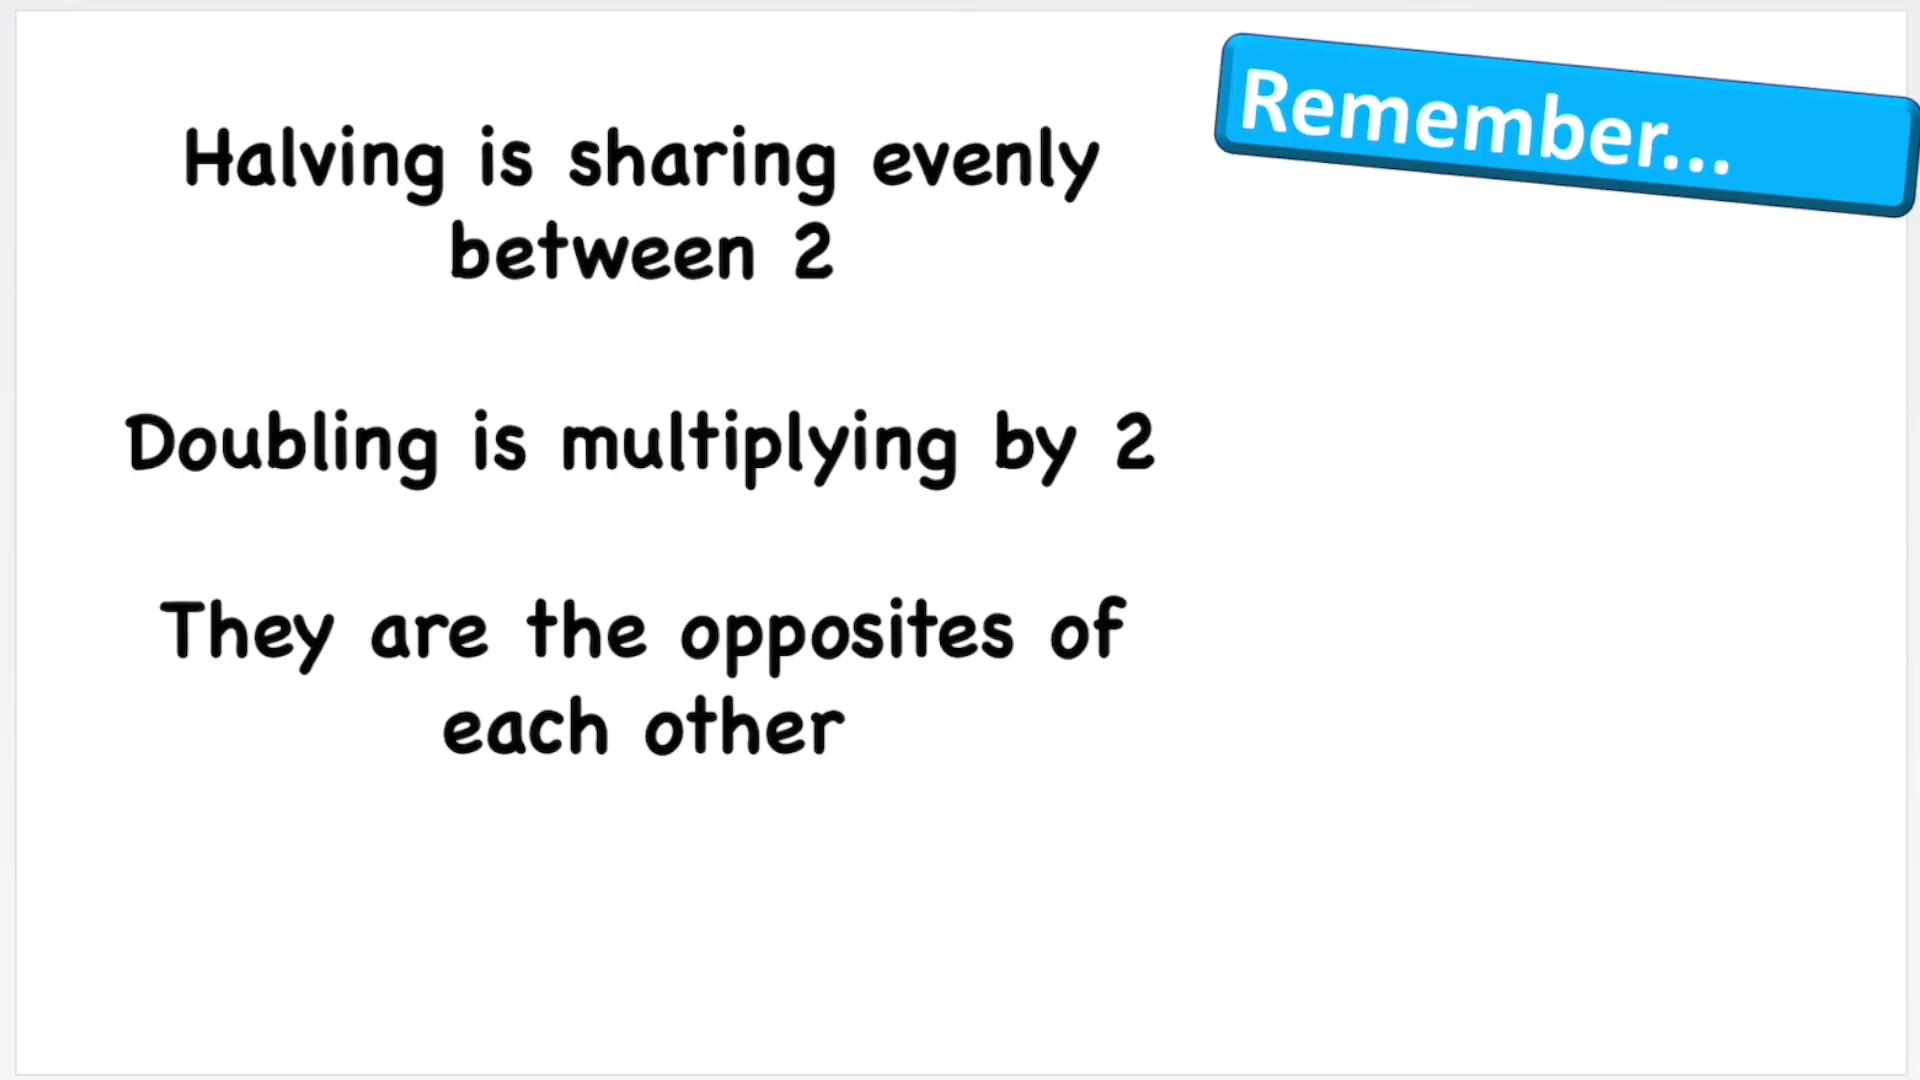 Remember...
Halving is sharing evenly
between 2
Doubling is multiplying by 2
They are the opposites of
each other